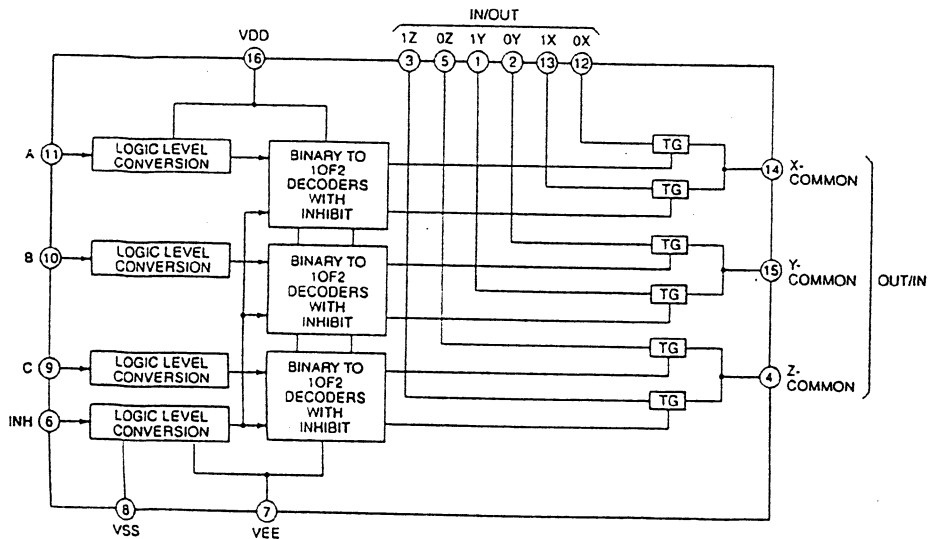 IN/OUT
VDD
1Z 0Z 1Y 0Y 1X 0X
16
3 5 1 2 13 12
A 11
LOGIC LEVEL
CONVERSION
BINARY TO
1OF2
DECODERS
WITH
INHIBIT
TG
TG
14
X-
COMMON
B 10
LOGIC LEVEL
CONVERSION
BINARY TO
1OF2
DECODERS
WITH
INHIBIT
TG
TG
15
Y-
COMMON
OUT/IN
C 9
LOGIC LEVEL
CONVERSION
BINARY TO
1OF2
DECODERS
WITH
INHIBIT
TG
TG
4
Z-
COMMON
INH 6
LOGIC LEVEL
CONVERSION
8
VSS
7
VEE